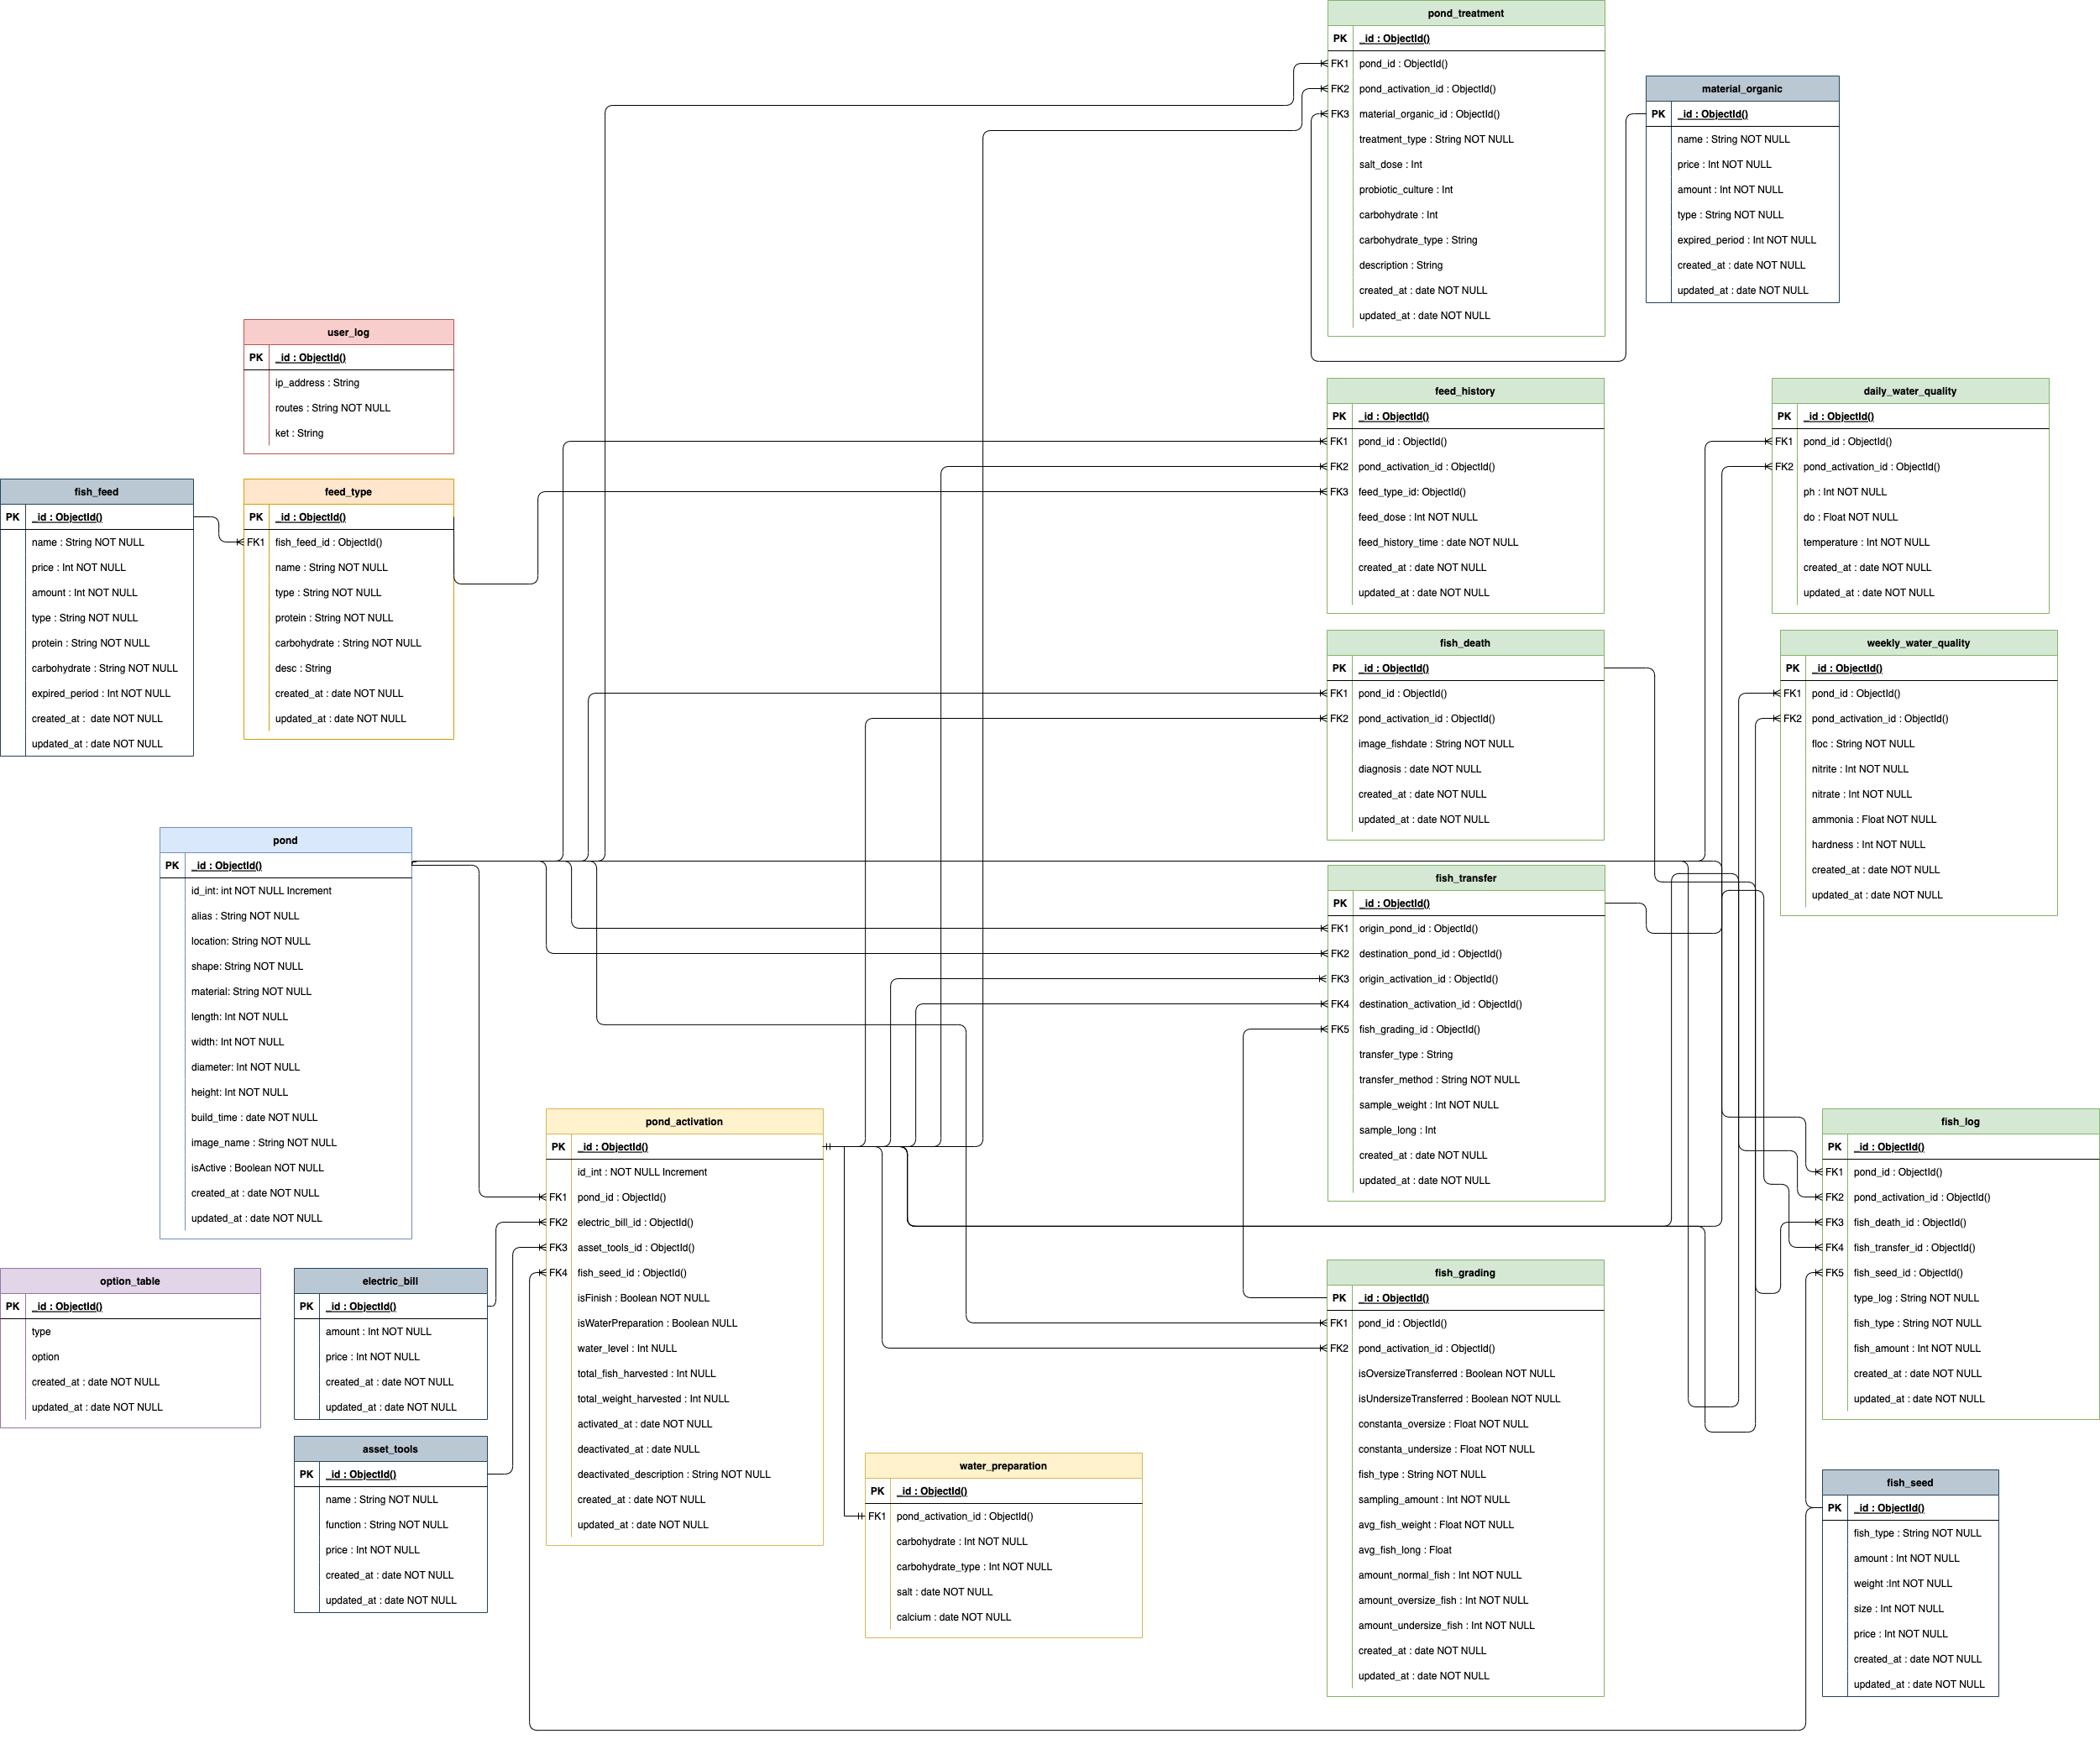 pond_treatment
PK _id : ObjectId()
FK1 pond_id : ObjectId()
FK2 pond_activation_id : ObjectId()
FK3 material_organic_id : ObjectId()
treatment_type : String NOT NULL
salt_dose : Int
probiotic_culture : Int
carbohydrate : Int
carbohydrate_type : String
description : String
created_at : date NOT NULL
updated_at : date NOT NULL
material_organic
PK _id : ObjectId()
name : String NOT NULL
price : Int NOT NULL
amount : Int NOT NULL
type : String NOT NULL
expired_period : Int NOT NULL
created_at : date NOT NULL
updated_at : date NOT NULL
user_log
PK _id : ObjectId()
ip_address : String
routes : String NOT NULL
ket : String
fish_feed
PK _id : ObjectId()
name : String NOT NULL
price : Int NOT NULL
amount : Int NOT NULL
type : String NOT NULL
protein : String NOT NULL
carbohydrate : String NOT NULL
expired_period : Int NOT NULL
created_at :  date NOT NULL
updated_at : date NOT NULL
feed_type
PK _id : ObjectId()
FK1 fish_feed_id : ObjectId()
name : String NOT NULL
type : String NOT NULL
protein : String NOT NULL
carbohydrate : String NOT NULL
desc : String
created_at : date NOT NULL
updated_at : date NOT NULL
feed_history
PK _id : ObjectId()
FK1 pond_id : ObjectId()
FK2 pond_activation_id : ObjectId()
FK3 feed_type_id: ObjectId()
feed_dose : Int NOT NULL
feed_history_time : date NOT NULL
created_at : date NOT NULL
updated_at : date NOT NULL
daily_water_quality
PK _id : ObjectId()
FK1 pond_id : ObjectId()
FK2 pond_activation_id : ObjectId()
ph : Int NOT NULL
do : Float NOT NULL
temperature : Int NOT NULL
created_at : date NOT NULL
updated_at : date NOT NULL
fish_death
PK _id : ObjectId()
FK1 pond_id : ObjectId()
FK2 pond_activation_id : ObjectId()
image_fishdate : String NOT NULL
diagnosis : date NOT NULL
created_at : date NOT NULL
updated_at : date NOT NULL
weekly_water_quality
PK _id : ObjectId()
FK1 pond_id : ObjectId()
FK2 pond_activation_id : ObjectId()
floc : String NOT NULL
nitrite : Int NOT NULL
nitrate : Int NOT NULL
ammonia : Float NOT NULL
hardness : Int NOT NULL
created_at : date NOT NULL
updated_at : date NOT NULL
pond
PK _id : ObjectId()
id_int: int NOT NULL Increment
alias : String NOT NULL
location: String NOT NULL
shape: String NOT NULL
material: String NOT NULL
length: Int NOT NULL
width: Int NOT NULL
diameter: Int NOT NULL
height: Int NOT NULL
build_time : date NOT NULL
image_name : String NOT NULL
isActive : Boolean NOT NULL
created_at : date NOT NULL
updated_at : date NOT NULL
fish_transfer
PK _id : ObjectId()
FK1 origin_pond_id : ObjectId()
FK2 destination_pond_id : ObjectId()
FK3 origin_activation_id : ObjectId()
FK4 destination_activation_id : ObjectId()
FK5 fish_grading_id : ObjectId()
transfer_type : String
transfer_method : String NOT NULL
sample_weight : Int NOT NULL
sample_long : Int
created_at : date NOT NULL
updated_at : date NOT NULL
pond_activation
PK _id : ObjectId()
id_int : NOT NULL Increment
FK1 pond_id : ObjectId()
FK2 electric_bill_id : ObjectId()
FK3 asset_tools_id : ObjectId()
FK4 fish_seed_id : ObjectId()
isFinish : Boolean NOT NULL
isWaterPreparation : Boolean NULL
water_level : Int NULL
total_fish_harvested : Int NULL
total_weight_harvested : Int NULL
activated_at : date NOT NULL
deactivated_at : date NULL
deactivated_description : String NOT NULL
created_at : date NOT NULL
updated_at : date NOT NULL
fish_log
PK _id : ObjectId()
FK1 pond_id : ObjectId()
FK2 pond_activation_id : ObjectId()
FK3 fish_death_id : ObjectId()
FK4 fish_transfer_id : ObjectId()
FK5 fish_seed_id : ObjectId()
type_log : String NOT NULL
fish_type : String NOT NULL
fish_amount : Int NOT NULL
created_at : date NOT NULL
updated_at : date NOT NULL
option_table
PK _id : ObjectId()
type
option
created_at : date NOT NULL
updated_at : date NOT NULL
electric_bill
PK _id : ObjectId()
amount : Int NOT NULL
price : Int NOT NULL
created_at : date NOT NULL
updated_at : date NOT NULL
fish_grading
PK _id : ObjectId()
FK1 pond_id : ObjectId()
FK2 pond_activation_id : ObjectId()
isOversizeTransferred : Boolean NOT NULL
isUndersizeTransferred : Boolean NOT NULL
constanta_oversize : Float NOT NULL
constanta_undersize : Float NOT NULL
fish_type : String NOT NULL
sampling_amount : Int NOT NULL
avg_fish_weight : Float NOT NULL
avg_fish_long : Float
amount_normal_fish : Int NOT NULL
amount_oversize_fish : Int NOT NULL
amount_undersize_fish : Int NOT NULL
created_at : date NOT NULL
updated_at : date NOT NULL
asset_tools
PK _id : ObjectId()
name : String NOT NULL
function : String NOT NULL
price : Int NOT NULL
created_at : date NOT NULL
updated_at : date NOT NULL
water_preparation
PK _id : ObjectId()
FK1 pond_activation_id : ObjectId()
carbohydrate : Int NOT NULL
carbohydrate_type : Int NOT NULL
salt : date NOT NULL
calcium : date NOT NULL
fish_seed
PK _id : ObjectId()
fish_type : String NOT NULL
amount : Int NOT NULL
weight :Int NOT NULL
size : Int NOT NULL
price : Int NOT NULL
created_at : date NOT NULL
updated_at : date NOT NULL